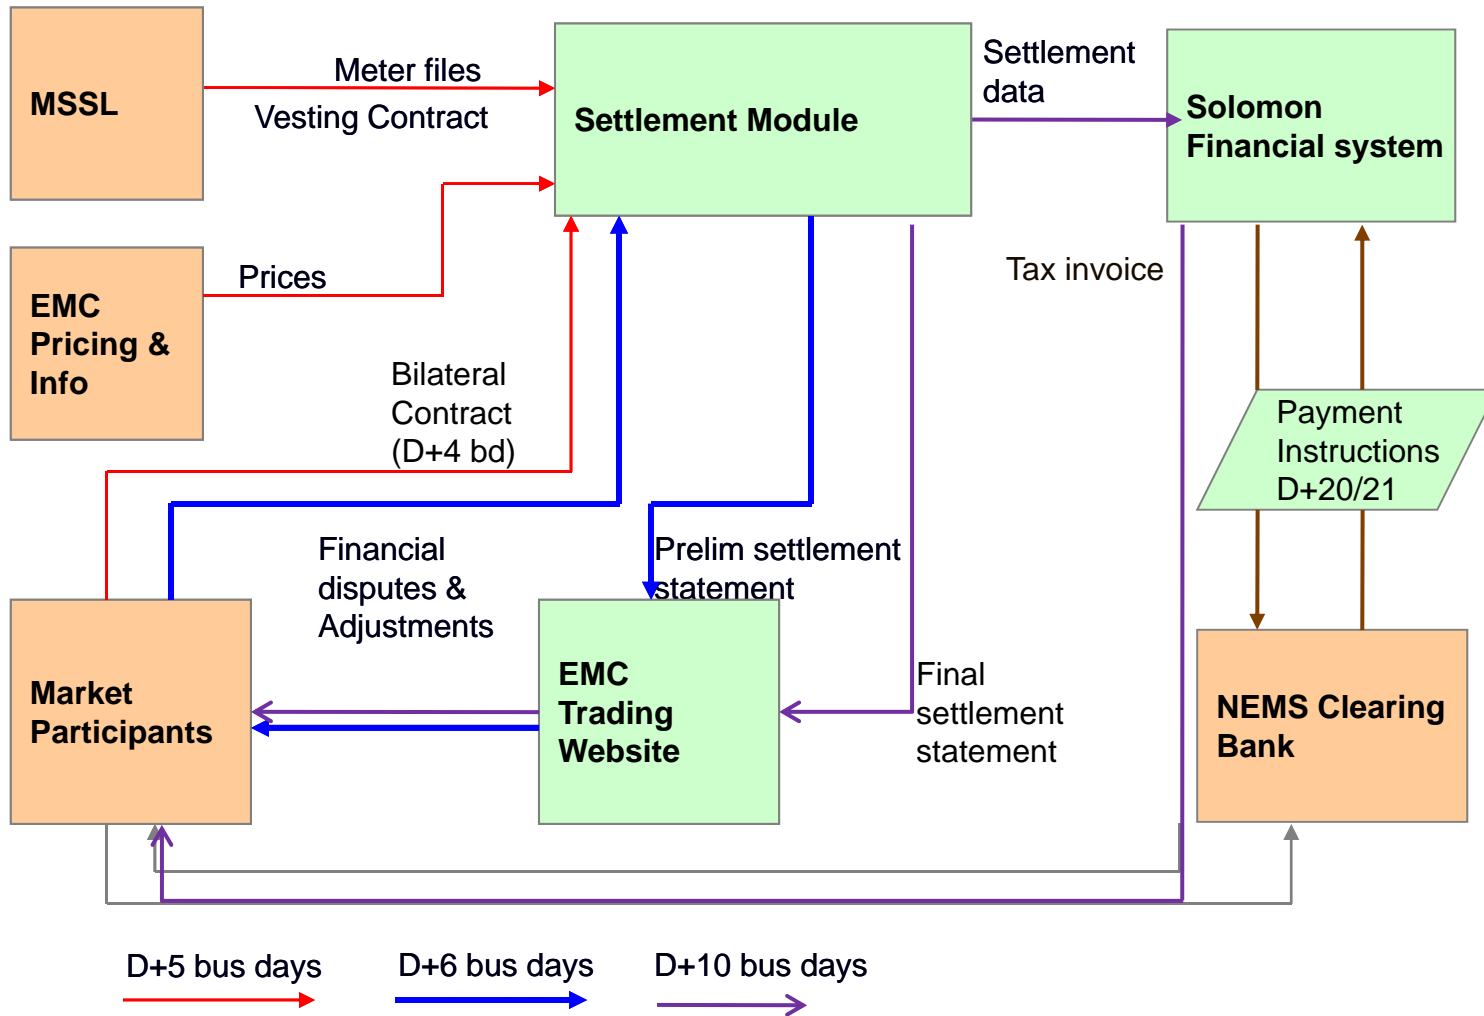 MSSL
Meter files
Vesting Contract
Settlement Module
Settlement
data
Solomon
Financial system
EMC
Pricing &
Info
Prices
Tax invoice
Bilateral
Contract
(D+4 bd)
Payment
Instructions
D+20/21
Financial
disputes &
Adjustments
Prelim settlement
statement
Market
Participants
EMC
Trading
Website
Final
settlement
statement
NEMS Clearing
Bank
D+5 bus days
D+6 bus days
D+10 bus days